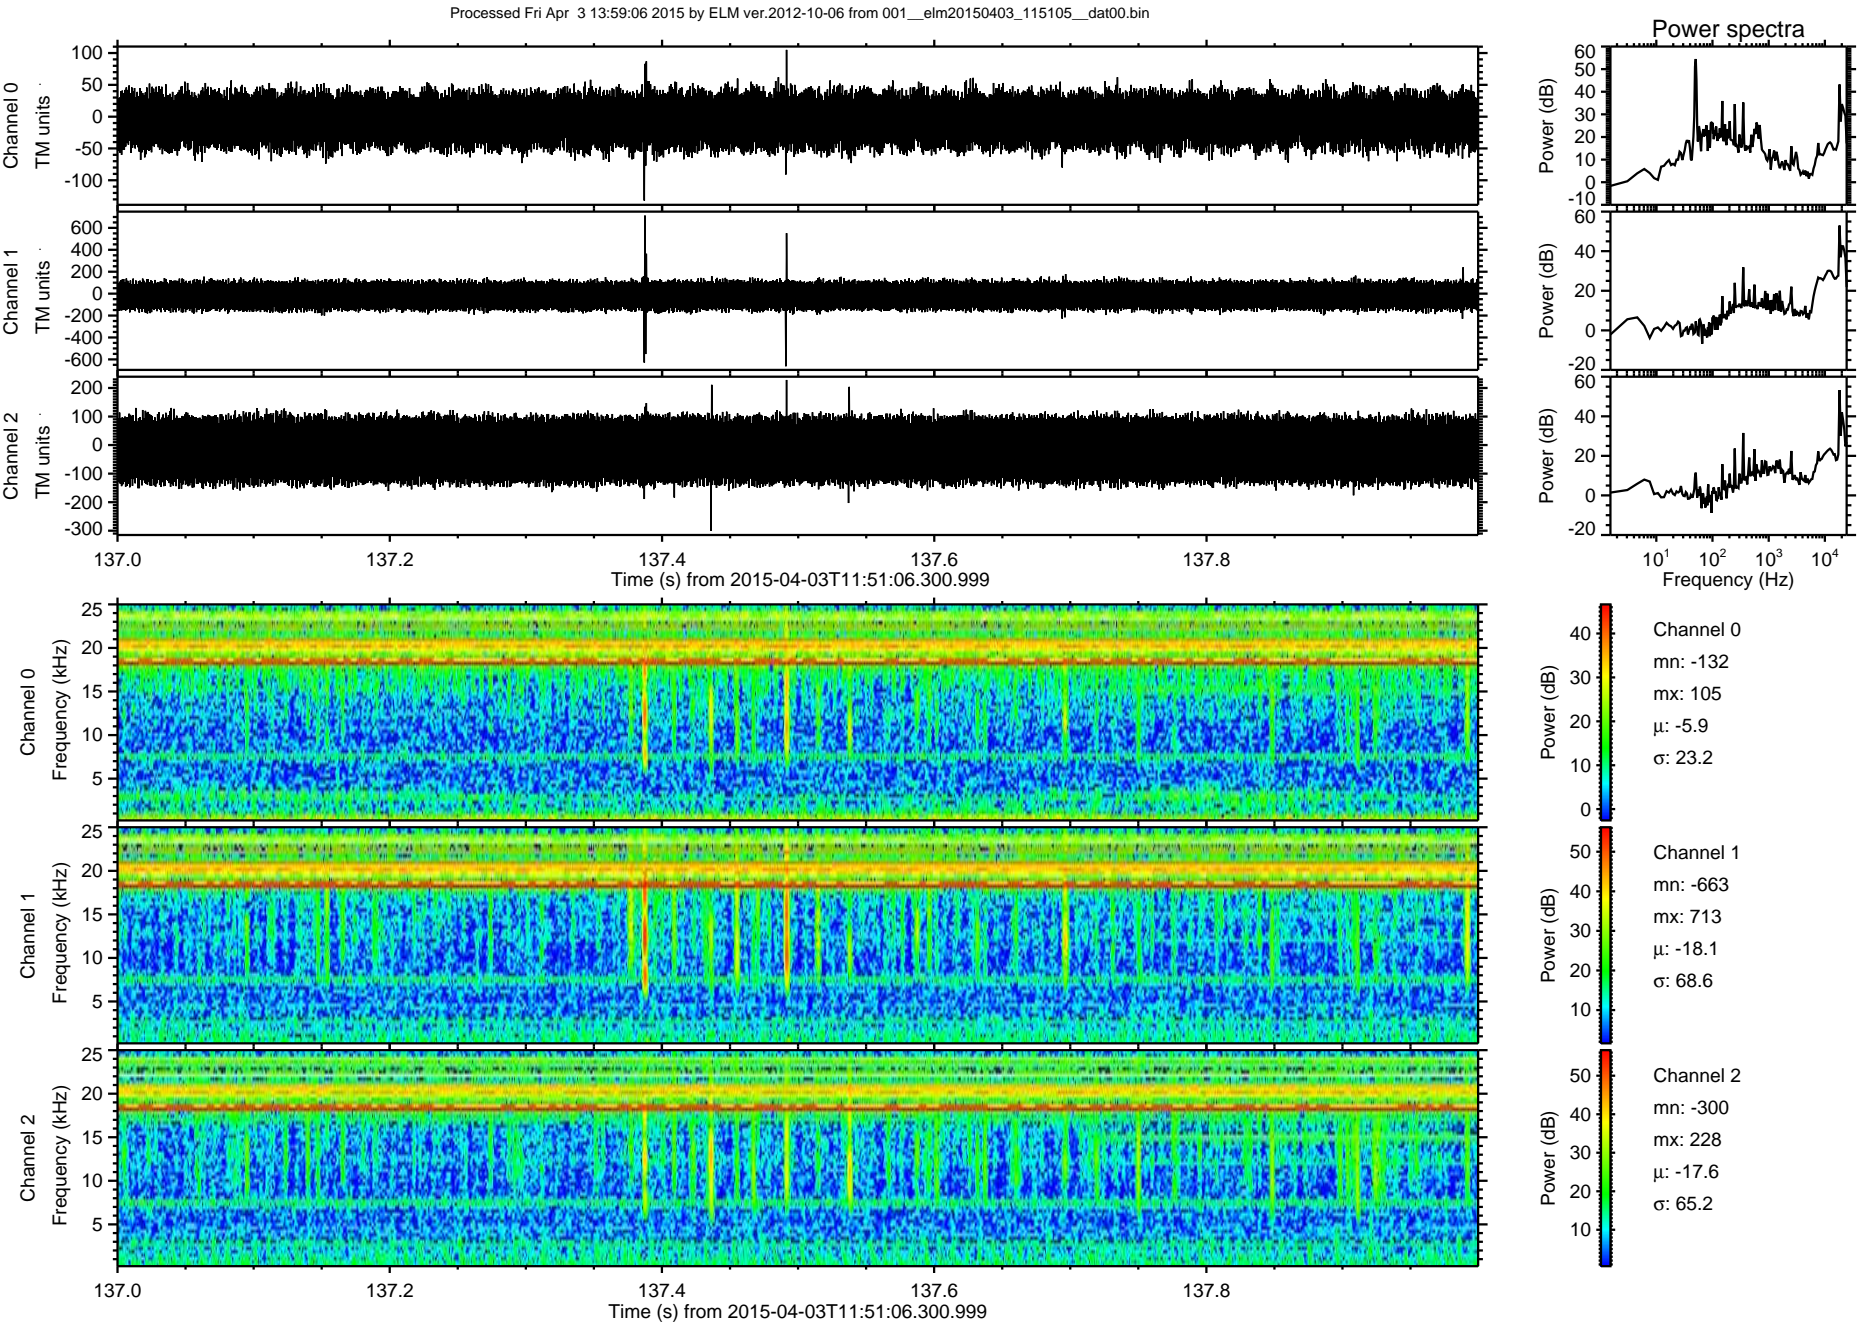 Processed Fri Apr  3 13:59:06 2015 by ELM ver.2012-10-06 from 001__elm20150403_115105__dat00.bin
Power spectra
Channel 0
TM units
100
50
0
-50
-100
Power (dB)
60
50
40
30
20
10
0
-10
Channel 1
TM units
600
400
200
0
-200
-400
-600
Power (dB)
60
40
20
0
-20
Channel 2
TM units
200
100
0
-100
-200
-300
Power (dB)
60
40
20
0
-20
137.0 137.2 137.4 137.6 137.8
Time (s) from 2015-04-03T11:51:06.300.999
10¹ 10² 10³ 10⁴
Frequency (Hz)
Channel 0
Frequency (kHz)
25
20
15
10
5
Power (dB)
40
30
20
10
0
Channel 0
mn: -132
mx: 105
μ: -5.9
σ: 23.2
Channel 1
Frequency (kHz)
25
20
15
10
5
Power (dB)
50
40
30
20
10
Channel 1
mn: -663
mx: 713
μ: -18.1
σ: 68.6
Channel 2
Frequency (kHz)
25
20
15
10
5
Power (dB)
50
40
30
20
10
Channel 2
mn: -300
mx: 228
μ: -17.6
σ: 65.2
137.0 137.2 137.4 137.6 137.8
Time (s) from 2015-04-03T11:51:06.300.999